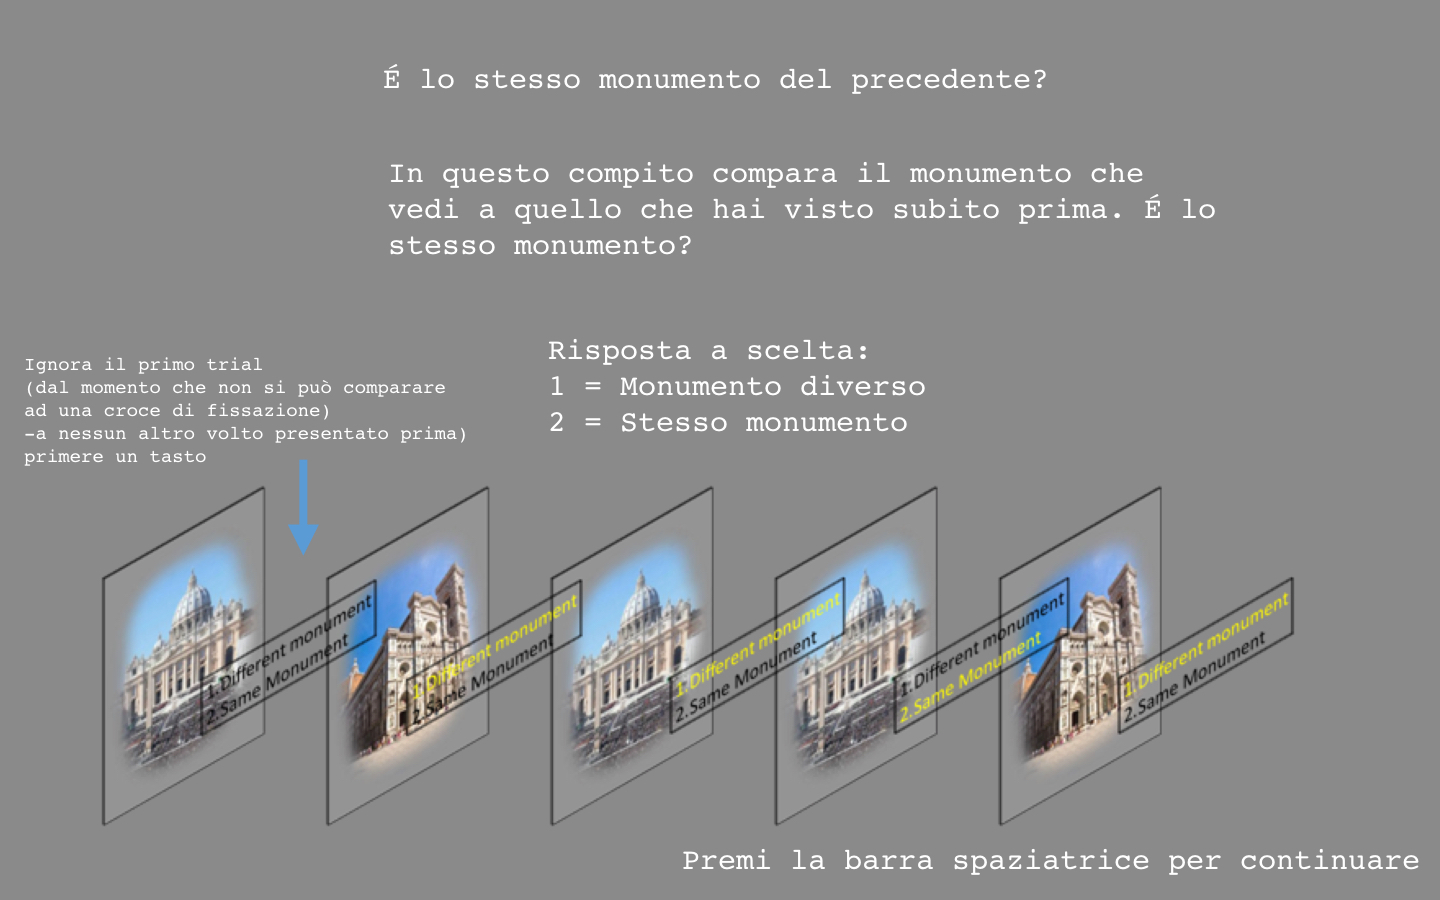 É lo stesso monumento del precedente?
In questo compito compara il monumento che
vedi a quello che hai visto subito prima. É lo
stesso monumento?
Ignora il primo trial
(dal momento che non si può comparare
ad una croce di fissazione)
-a nessun altro volto presentato prima)
primere un tasto
Risposta a scelta:
1 = Monumento diverso
2 = Stesso monumento
1.Different monument
2.Same Monument
1.Different monument
2.Same Monument
1.Different monument
2.Same Monument
1.Different monument
2.Same Monument
1.Different monument
2.Same Monument
Premi la barra spaziatrice per continuare